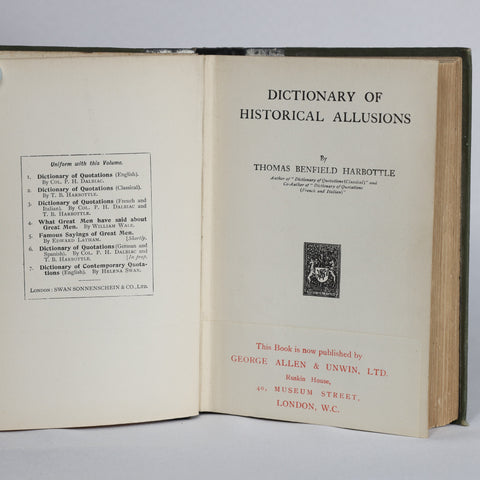 Uniform with this Volume.
1. Dictionary of Quotations (English).
By COL. P. H. DALBIAC.
2. Dictionary of Quotations (Classical).
By T. B. HARBOTTLE.
3. Dictionary of Quotations (French and
Italian). By COL. P. H. DALBIAC and
T. B. HARBOTTLE.
4. What Great Men have said about
Great Men. By WILLIAM WALE.
5. Famous Sayings of Great Men.
By EDWARD LATHAM. [Shortly.
6. Dictionary of Quotations (German and
Spanish). By COL. P. H. DALBIAC and
T. B. HARBOTTLE. [In prep.
7. Dictionary of Contemporary Quota-
tions (English). By HELENA SWAN.
LONDON: SWAN SONNENSCHEIN & CO., LTD.
DICTIONARY OF
HISTORICAL ALLUSIONS
By
THOMAS BENFIELD HARBOTTLE
Author of "Dictionary of Quotations (Classical)" and
Co-Author of "Dictionary of Quotations
(French and Italian)"
This Book is now published by
GEORGE ALLEN & UNWIN, LTD.
Ruskin House,
40, MUSEUM STREET,
LONDON, W.C.